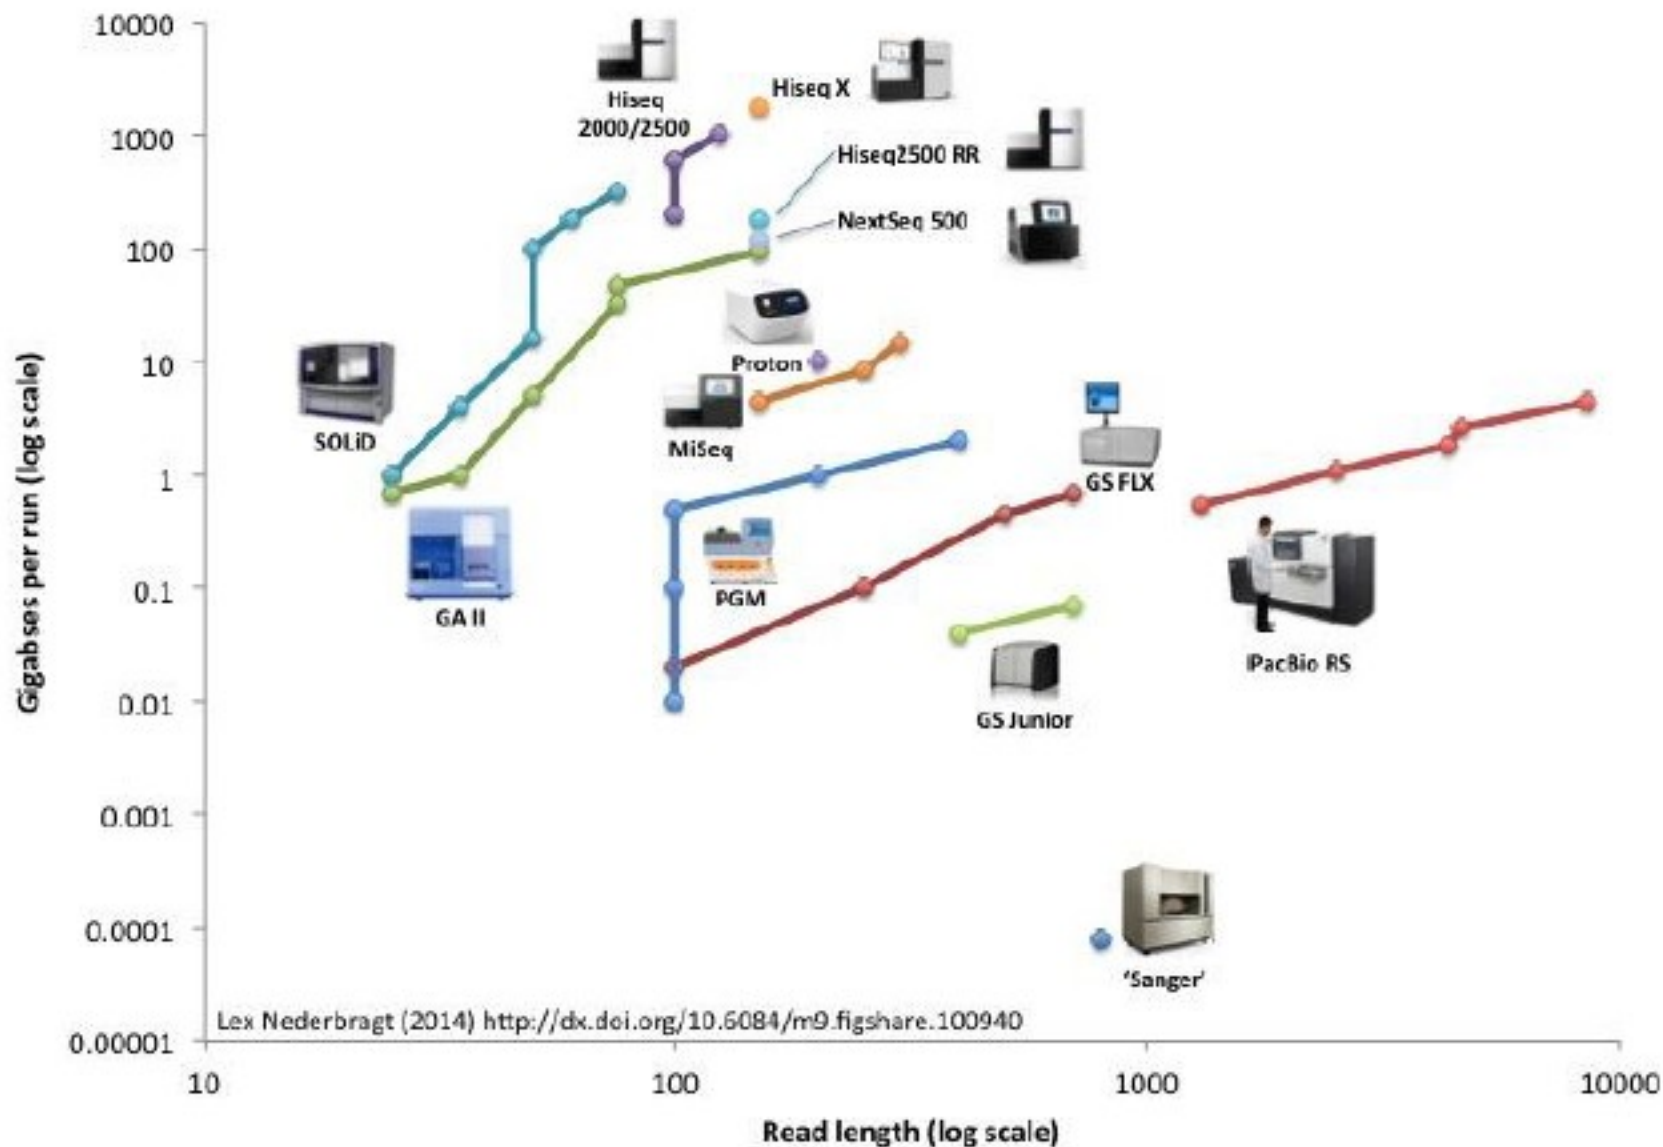 10000
1000
100
10
1
0.1
0.01
0.001
0.0001
0.00001
Gigabses per run (log scale)
Hiseq
2000/2500
Hiseq X
Hiseq2500 RR
NextSeq 500
Proton
SOLiD
MiSeq
GS FLX
GA II
PGM
PacBio RS
GS Junior
‘Sanger’
Lex Nederbragt (2014) http://dx.doi.org/10.6084/m9.figshare.100940
10
100
1000
10000
Read length (log scale)